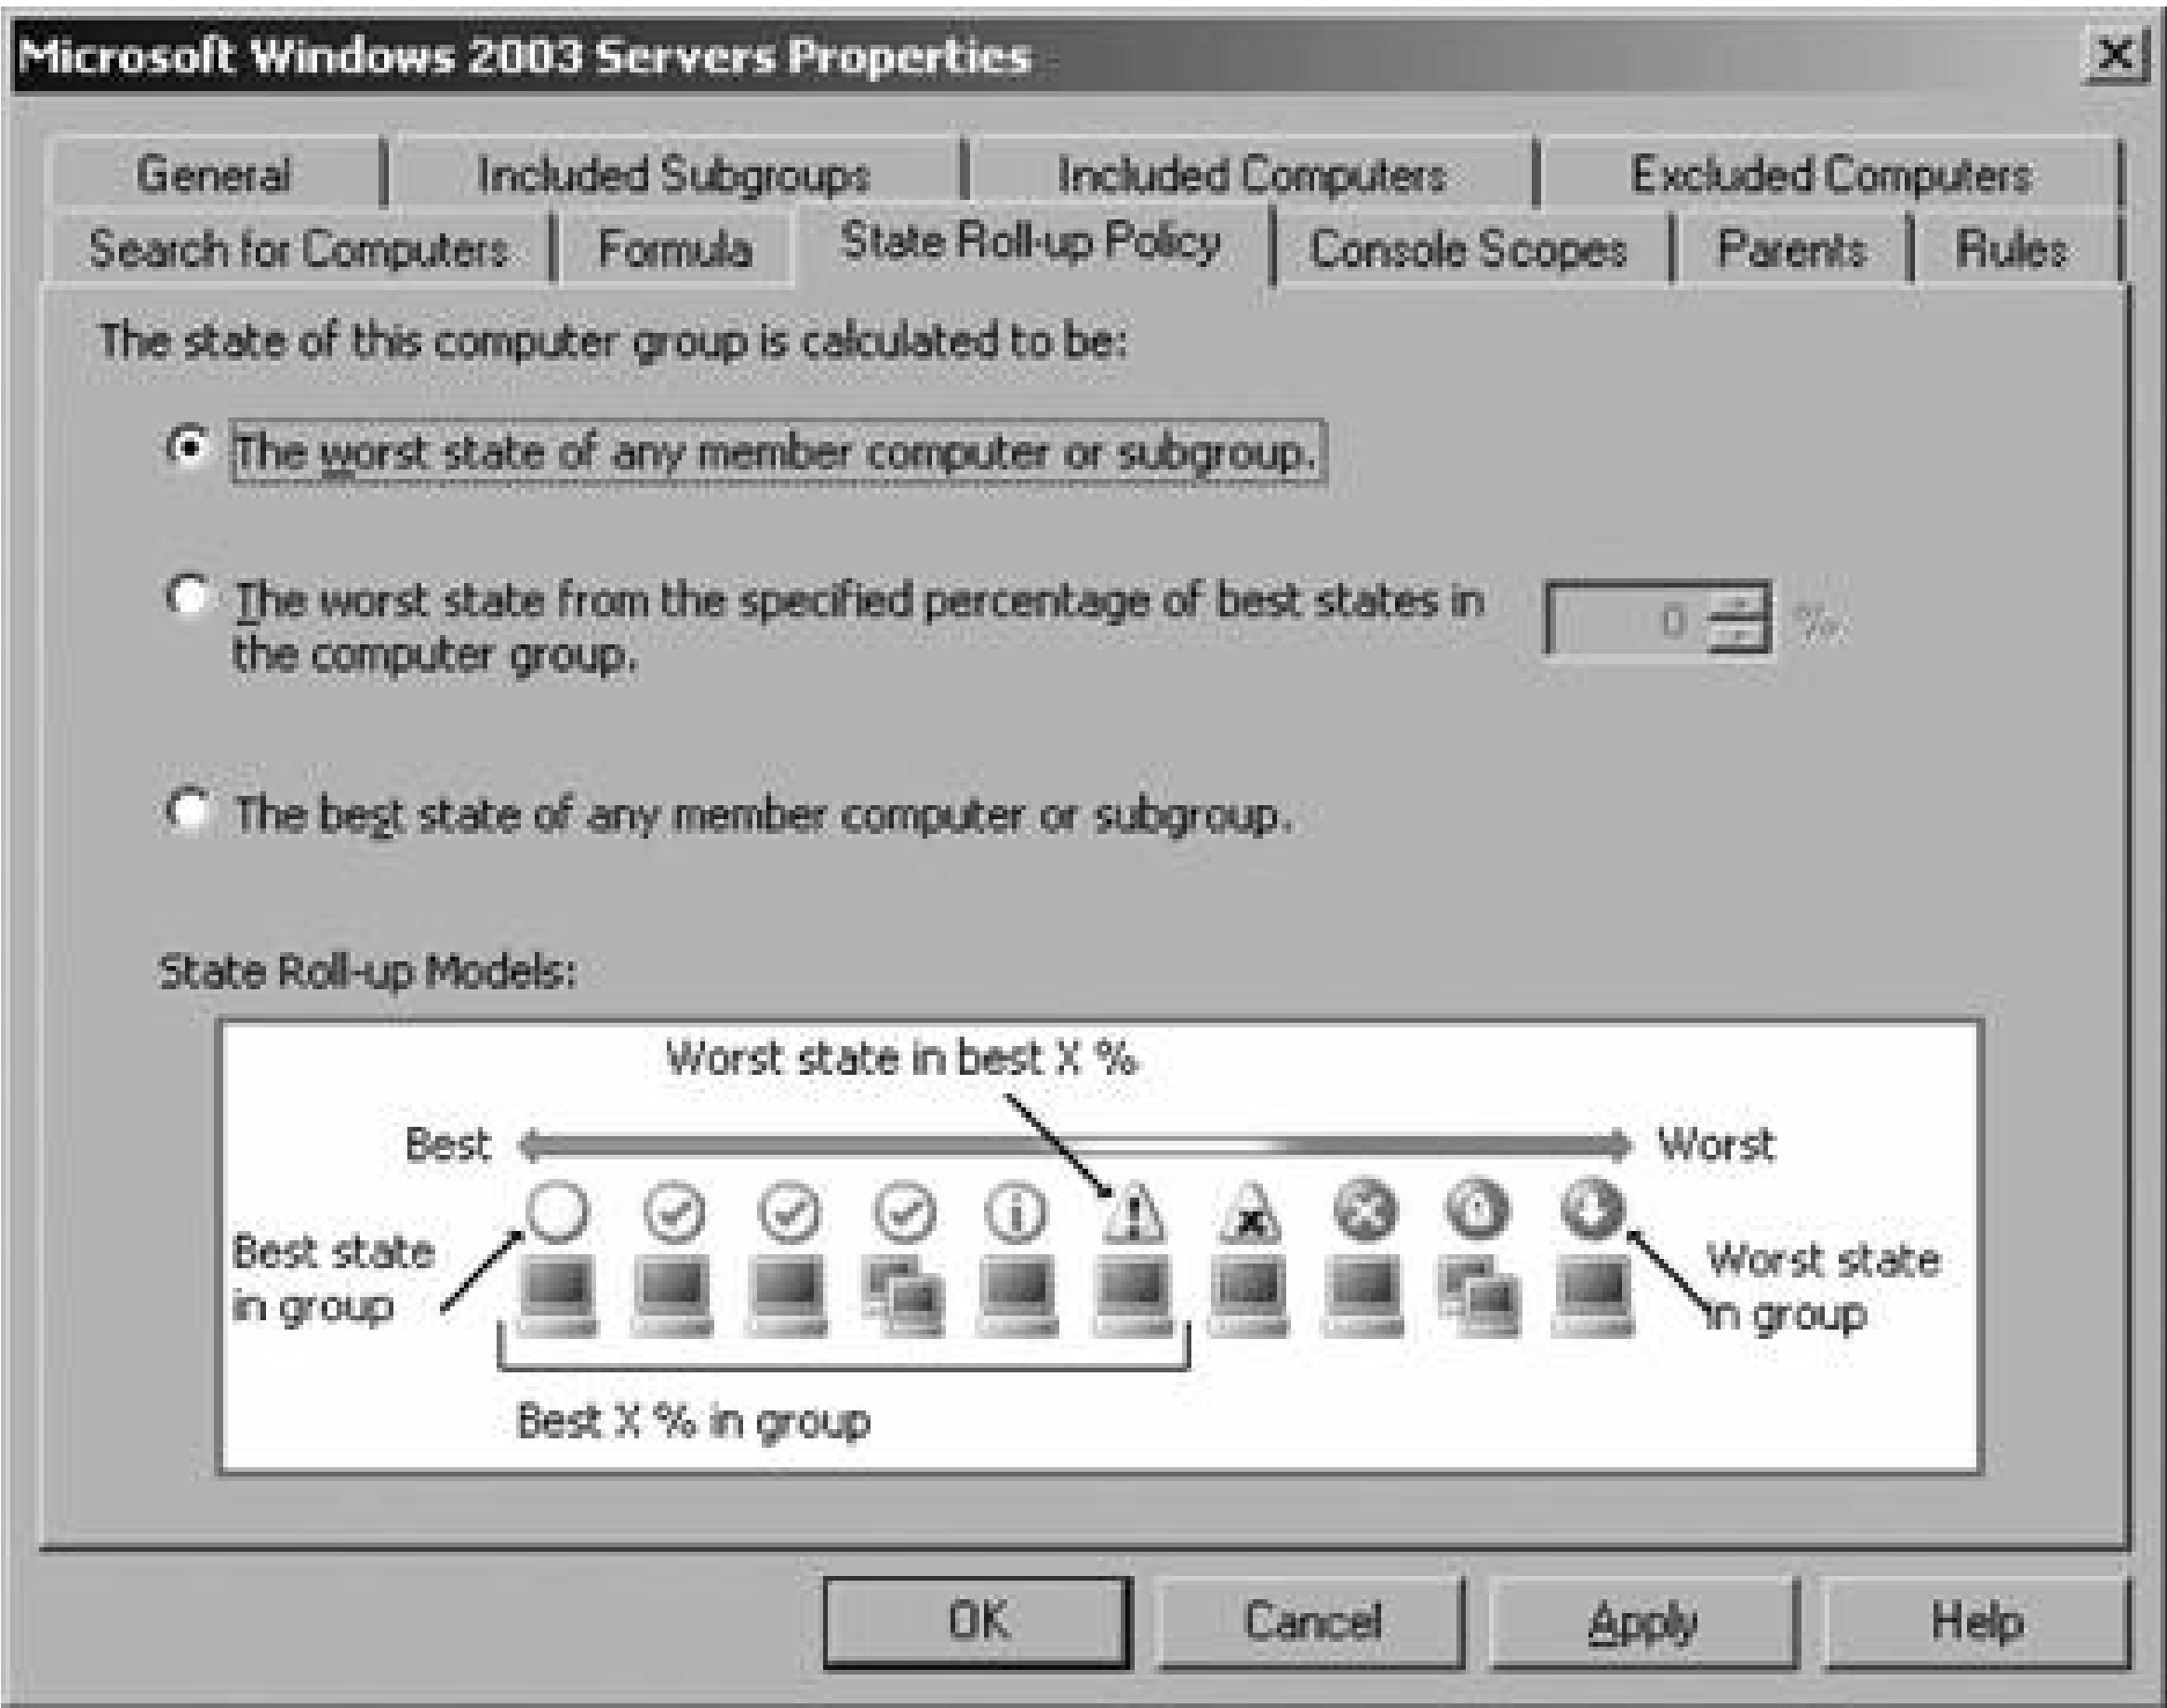 Microsoft Windows 2003 Servers Properties
General Included Subgroups Included Computers Excluded Computers
Search for Computers Formula State Roll-up Policy Console Scopes Parents Rules
The state of this computer group is calculated to be:
The worst state of any member computer or subgroup.
The worst state from the specified percentage of best states in
the computer group.
0 %
The best state of any member computer or subgroup.
State Roll-up Models:
Worst state in best X %
Best Worst
Best state
in group
Worst state
in group
Best X % in group
OK Cancel Apply Help